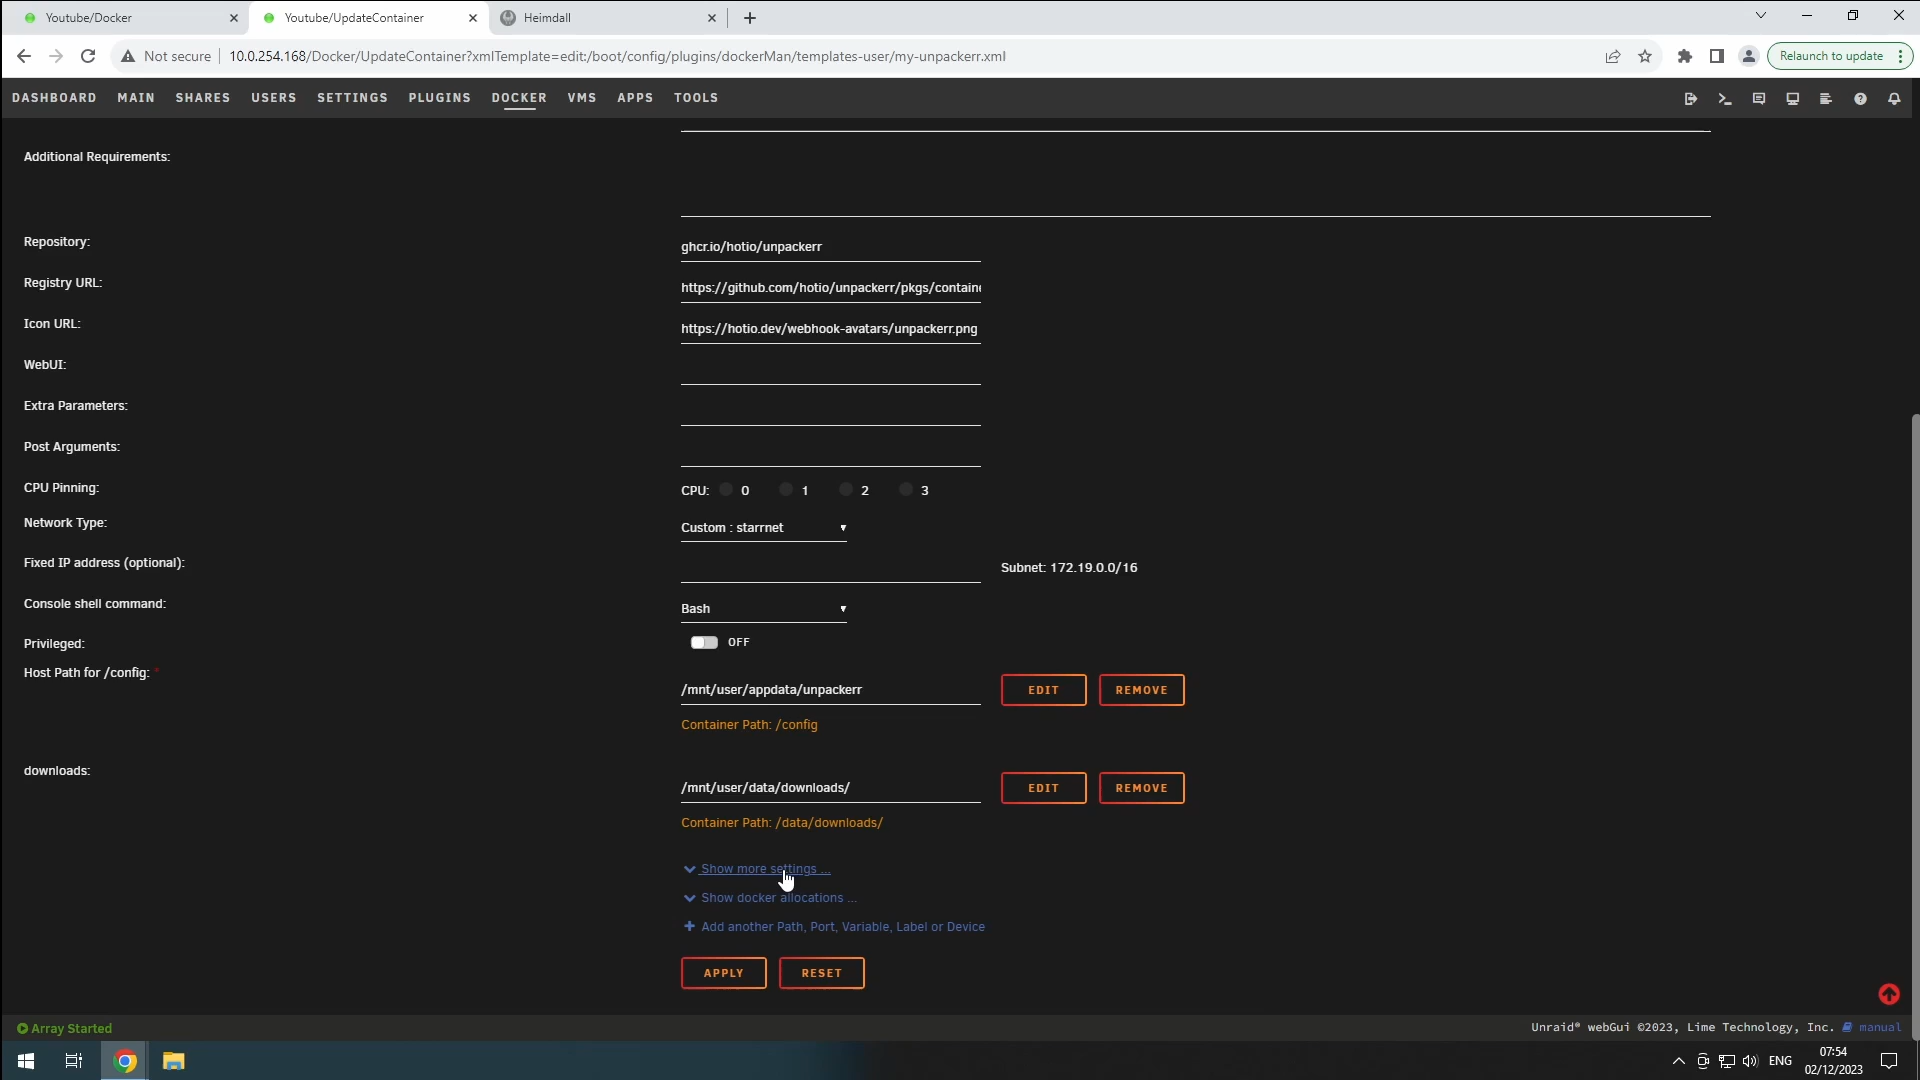 Youtube/Docker
Youtube/UpdateContainer
Heimdall
Not secure
10.0.254.168/Docker/UpdateContainer?xmlTemplate=edit:/boot/config/plugins/dockerMan/templates-user/my-unpackerr.xml
Relaunch to update
DASHBOARD MAIN SHARES USERS SETTINGS PLUGINS DOCKER VMS APPS TOOLS
Additional Requirements:
Repository:
ghcr.io/hotio/unpackerr
Registry URL:
https://github.com/hotio/unpackerr/pkgs/containe
Icon URL:
https://hotio.dev/webhook-avatars/unpackerr.png
WebUI:
Extra Parameters:
Post Arguments:
CPU Pinning:
CPU: 0 1 2 3
Network Type:
Custom : starrnet
Fixed IP address (optional):
Subnet: 172.19.0.0/16
Console shell command:
Bash
Privileged:
OFF
Host Path for /config: *
/mnt/user/appdata/unpackerr
EDIT REMOVE
Container Path: /config
downloads:
/mnt/user/data/downloads/
EDIT REMOVE
Container Path: /data/downloads/
Show more settings ...
Show docker allocations ...
Add another Path, Port, Variable, Label or Device
APPLY RESET
Array Started
Unraid® webGui ©2023, Lime Technology, Inc. manual
ENG
07:54
02/12/2023